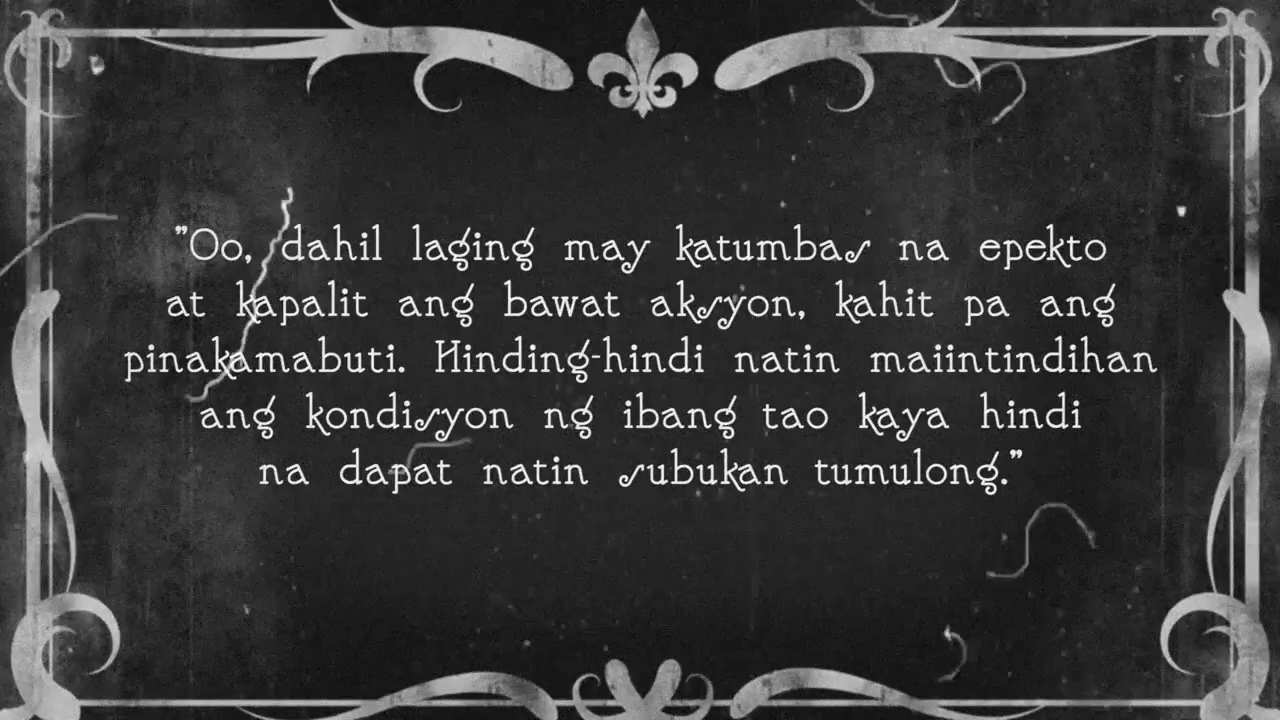 "Oo, dahil laging may katumbas na epekto
at kapalit ang bawat aksyon, kahit pa ang
pinakamabuti. Hinding-hindi natin maiintindihan
ang kondisyon ng ibang tao kaya hindi
na dapat natin subukan tumulong."